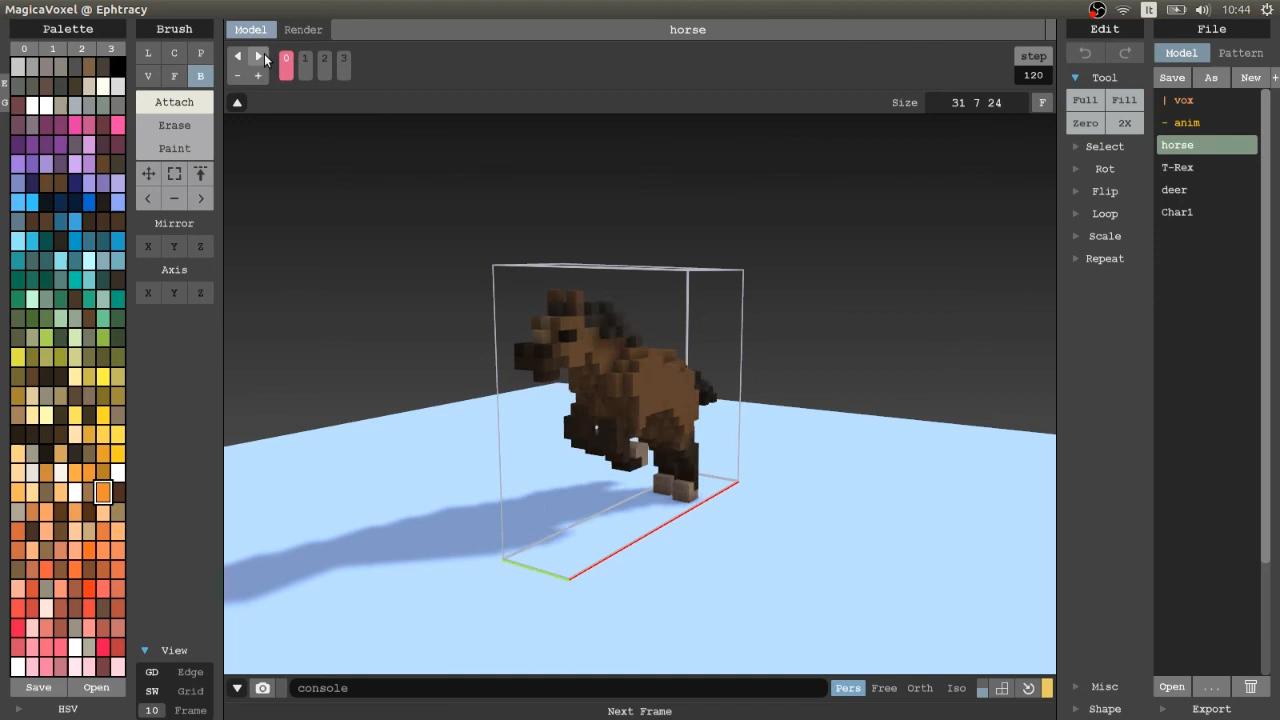 MagicaVoxel @ Ephtracy
It
10:44
Palette
Brush
Model
Render
horse
Edit
File
0 1 2 3
L C P
V F B
Attach
Erase
Paint
< — >
Mirror
X Y Z
Axis
X Y Z
- +
0 1 2 3
step
120
Size 31 7 24 F
Tool
Full Fill
Zero 2X
Select
Rot
Flip
Loop
Scale
Repeat
Model Pattern
Save As New +
| vox
- anim
horse
T-Rex
deer
Char1
E
G
View
GD Edge
SW Grid
10 Frame
Save Open
HSV
console
Pers Free Orth Iso
Next Frame
Misc
Shape
Open ...
Export